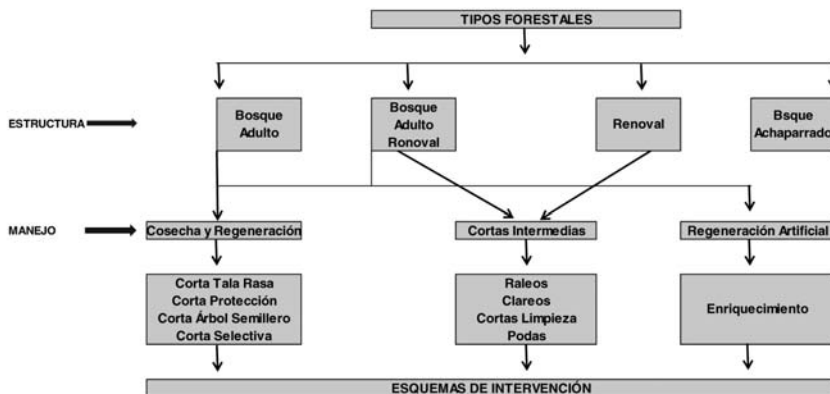 TIPOS FORESTALES
ESTRUCTURA
Bosque
Adulto
Bosque
Adulto
Ronoval
Renoval
Bsque
Achaparrado
MANEJO
Cosecha y Regeneración
Cortas Intermedias
Regeneración Artificial
Corta Tala Rasa
Corta Protección
Corta Árbol Semillero
Corta Selectiva
Raleos
Clareos
Cortas Limpieza
Podas
Enriquecimiento
ESQUEMAS DE INTERVENCIÓN